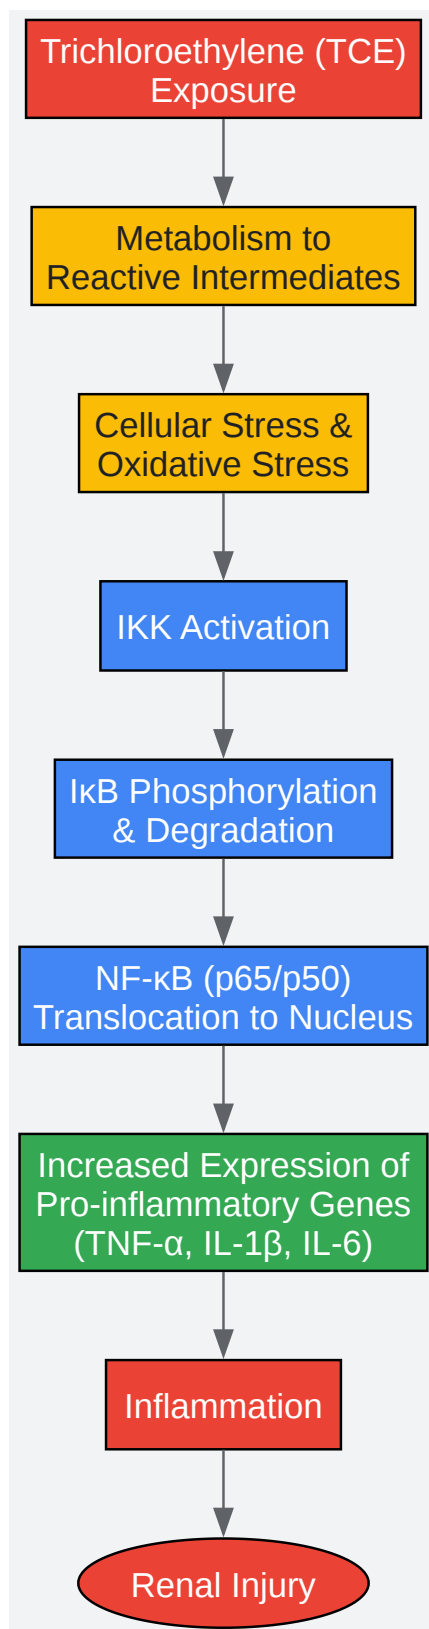 Trichloroethylene (TCE)
Exposure
Metabolism to
Reactive Intermediates
Cellular Stress &
Oxidative Stress
IKK Activation
IκB Phosphorylation
& Degradation
NF-κB (p65/p50)
Translocation to Nucleus
Increased Expression of
Pro-inflammatory Genes
(TNF-α, IL-1β, IL-6)
Inflammation
Renal Injury